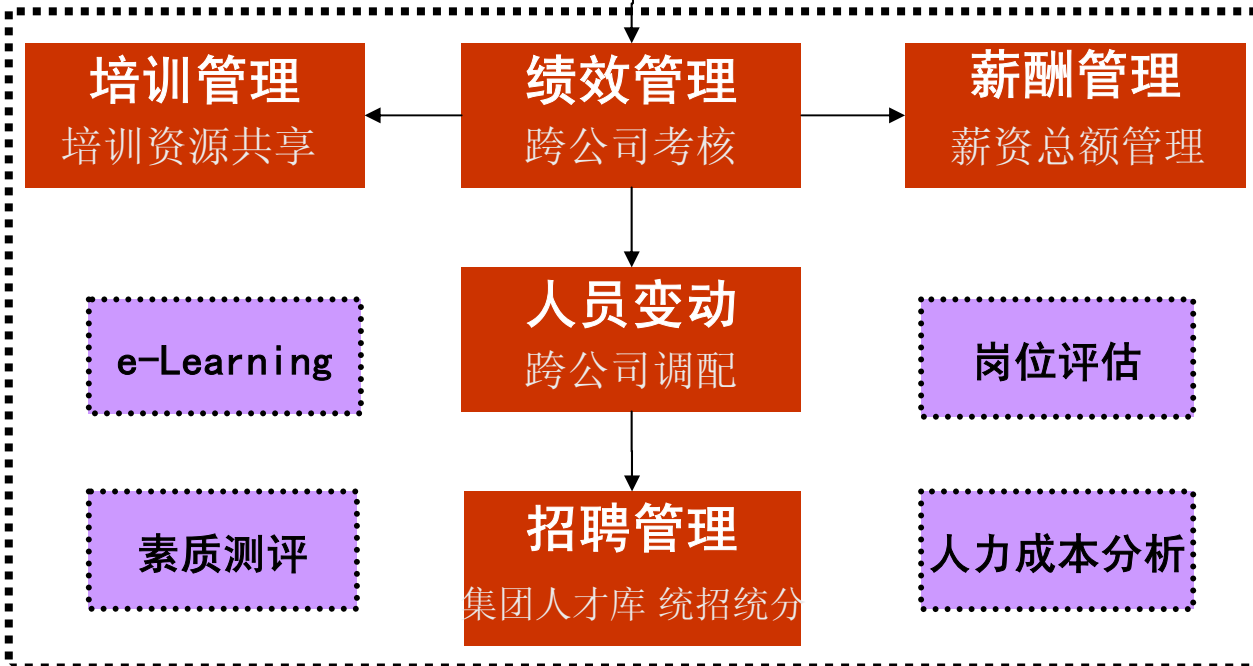 培训管理
培训资源共享
绩效管理
跨公司考核
薪酬管理
薪资总额管理
e-Learning
人员变动
跨公司调配
岗位评估
素质测评
招聘管理
集团人才库 统招统分
人力成本分析